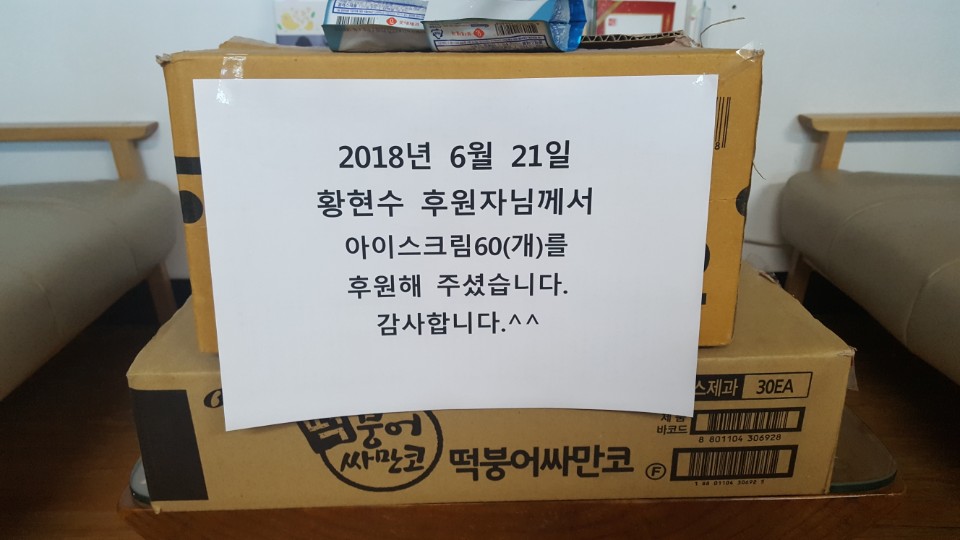 2018년 6월 21일
황현수 후원자님께서
아이스크림60(개)를
후원해 주셨습니다.
감사합니다.^^
스제과 30EA
바코드
8 801104 306928
떡붕어
싸만코
떡붕어싸만코
F